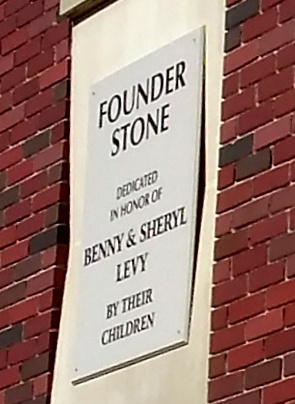 FOUNDER
STONE
DEDICATED
IN HONOR OF
BENNY & SHERYL
LEVY
BY THEIR
CHILDREN